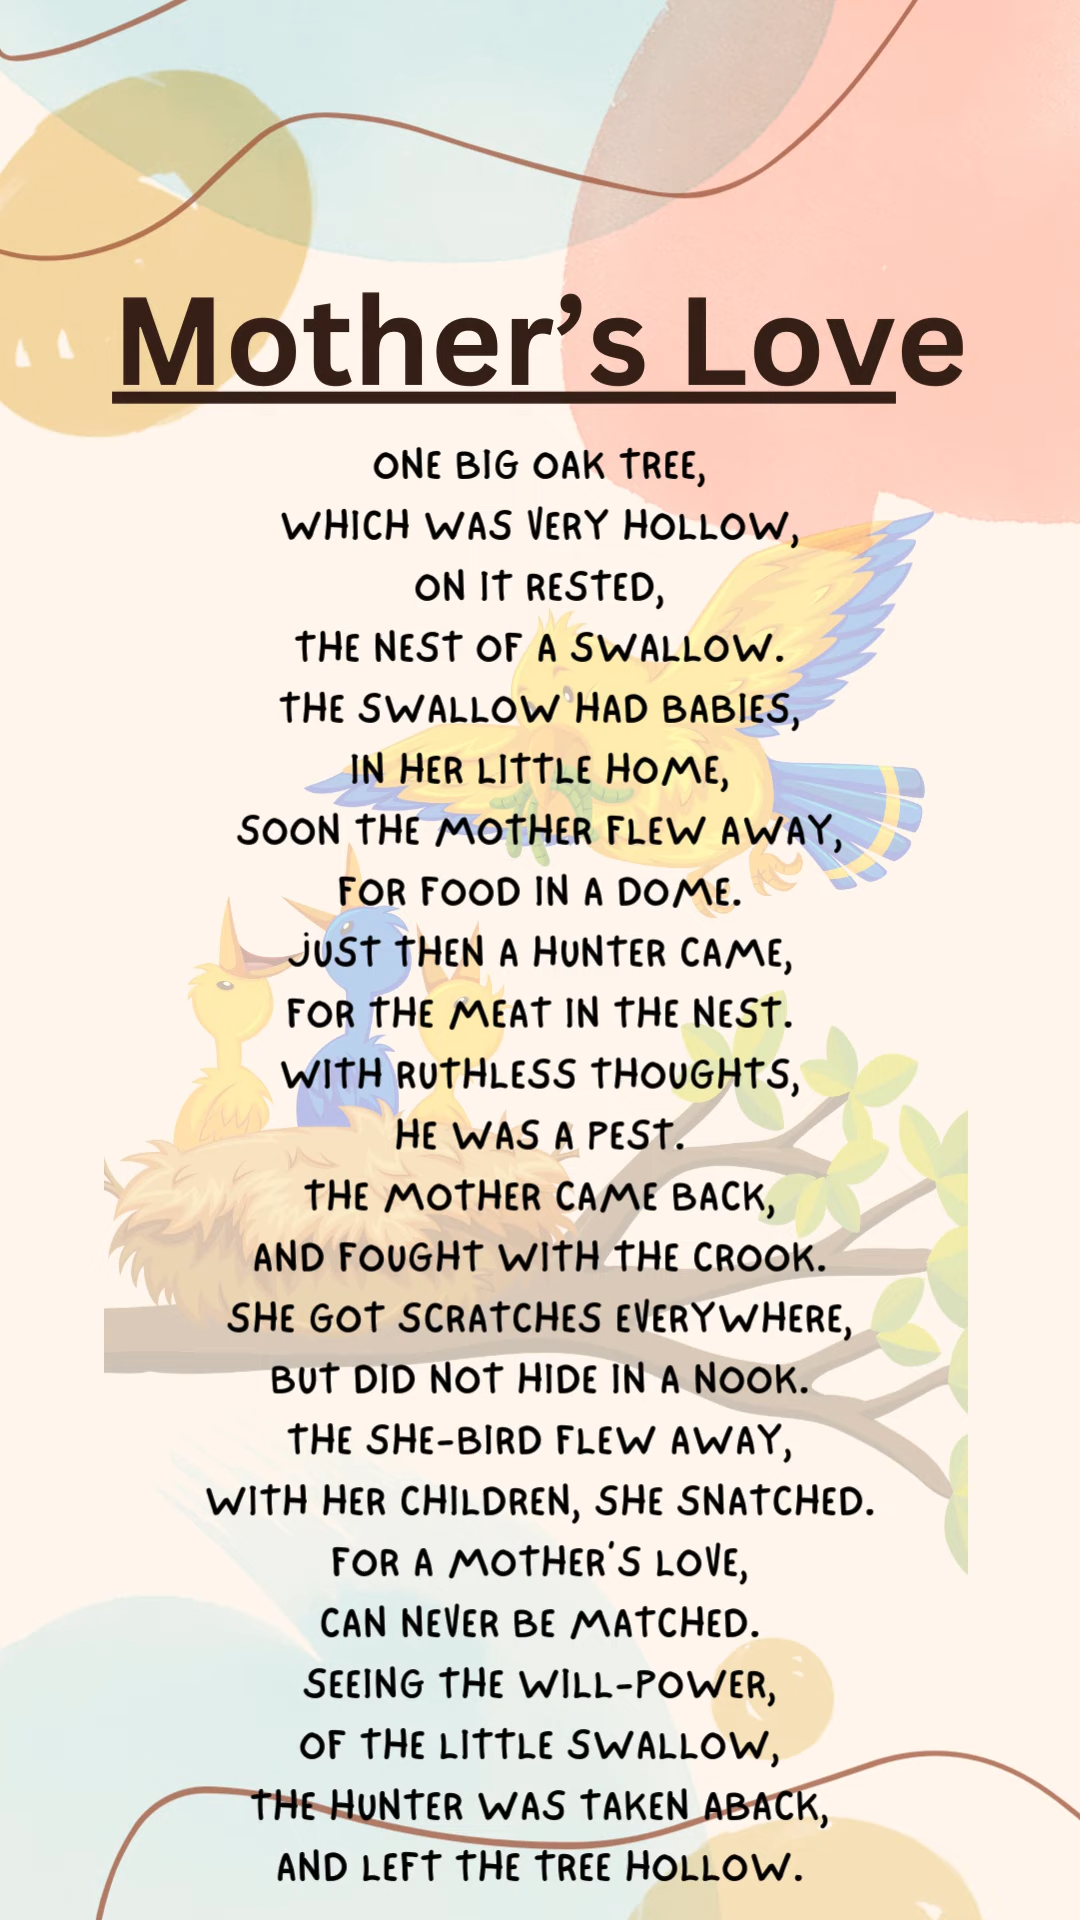 Mother's Love
ONE BIG OAK TREE,
WHICH WAS VERY HOLLOW,
ON IT RESTED,
THE NEST OF A SWALLOW.
THE SWALLOW HAD BABIES,
IN HER LITTLE HOME,
SOON THE MOTHER FLEW AWAY,
FOR FOOD IN A DOME.
JUST THEN A HUNTER CAME,
FOR THE MEAT IN THE NEST.
WITH RUTHLESS THOUGHTS,
HE WAS A PEST.
THE MOTHER CAME BACK,
AND FOUGHT WITH THE CROOK.
SHE GOT SCRATCHES EVERYWHERE,
BUT DID NOT HIDE IN A NOOK.
THE SHE-BIRD FLEW AWAY,
WITH HER CHILDREN, SHE SNATCHED.
FOR A MOTHER'S LOVE,
CAN NEVER BE MATCHED.
SEEING THE WILL-POWER,
OF THE LITTLE SWALLOW,
THE HUNTER WAS TAKEN ABACK,
AND LEFT THE TREE HOLLOW.